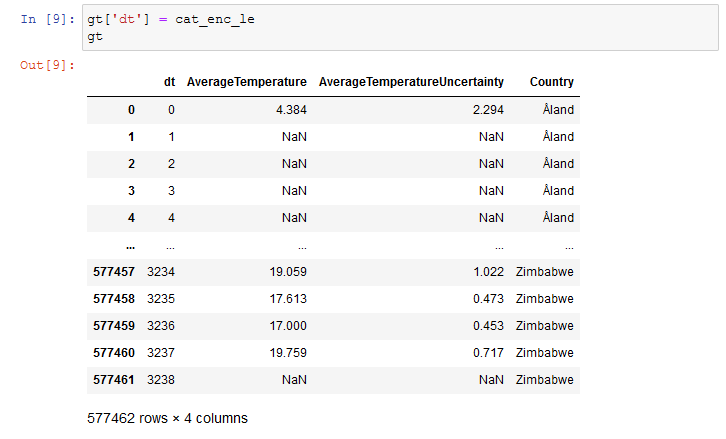 In [9]: gt['dt'] = cat_enc_le
gt
Out[9]:
dt AverageTemperature AverageTemperatureUncertainty Country
0 0 4.384 2.294 Åland
1 1 NaN NaN Åland
2 2 NaN NaN Åland
3 3 NaN NaN Åland
4 4 NaN NaN Åland
... ... ... ... ...
577457 3234 19.059 1.022 Zimbabwe
577458 3235 17.613 0.473 Zimbabwe
577459 3236 17.000 0.453 Zimbabwe
577460 3237 19.759 0.717 Zimbabwe
577461 3238 NaN NaN Zimbabwe
577462 rows × 4 columns